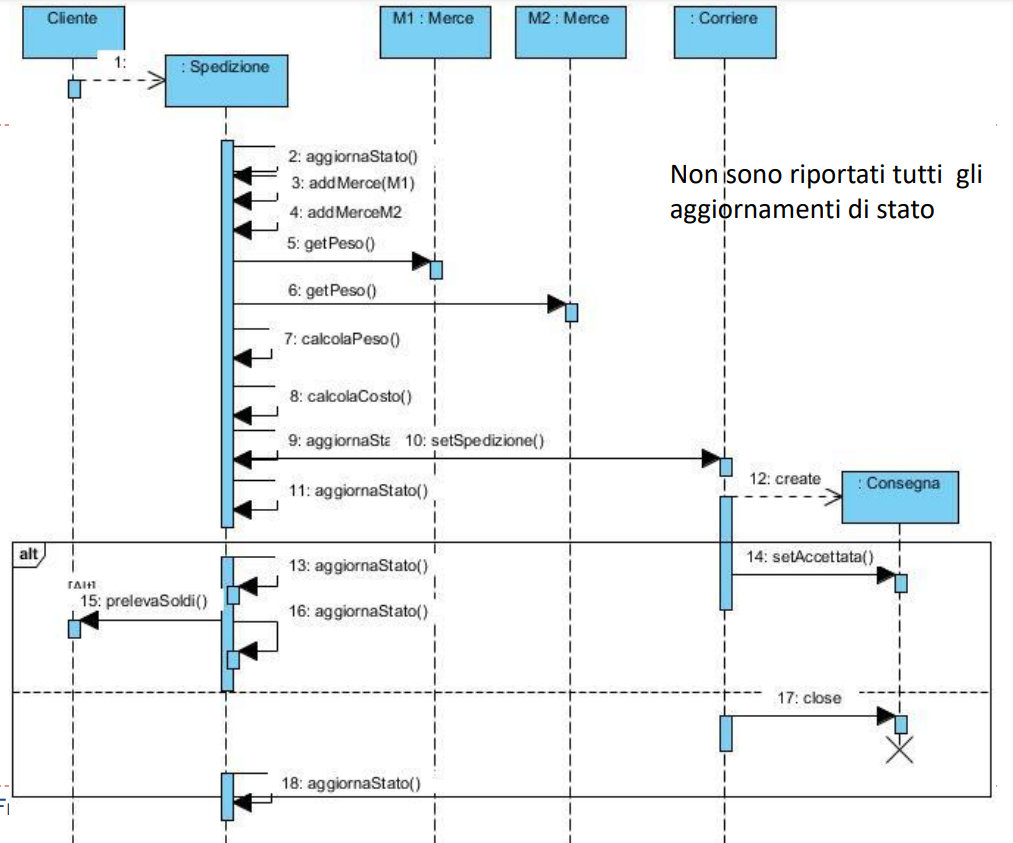 Cliente
M1 : Merce
M2 : Merce
: Corriere
1:
: Spedizione
2: aggiornaStato()
3: addMerce(M1)
4: addMerceM2
Non sono riportati tutti gli
aggiornamenti di stato
5: getPeso()
6: getPeso()
7: calcolaPeso()
8: calcolaCosto()
9: aggiornaSta
10: setSpedizione()
11: aggiornaStato()
12: create
: Consegna
alt
13: aggiornaStato()
14: setAccettata()
15: prelevaSoldi()
16: aggiornaStato()
17: close
18: aggiornaStato()